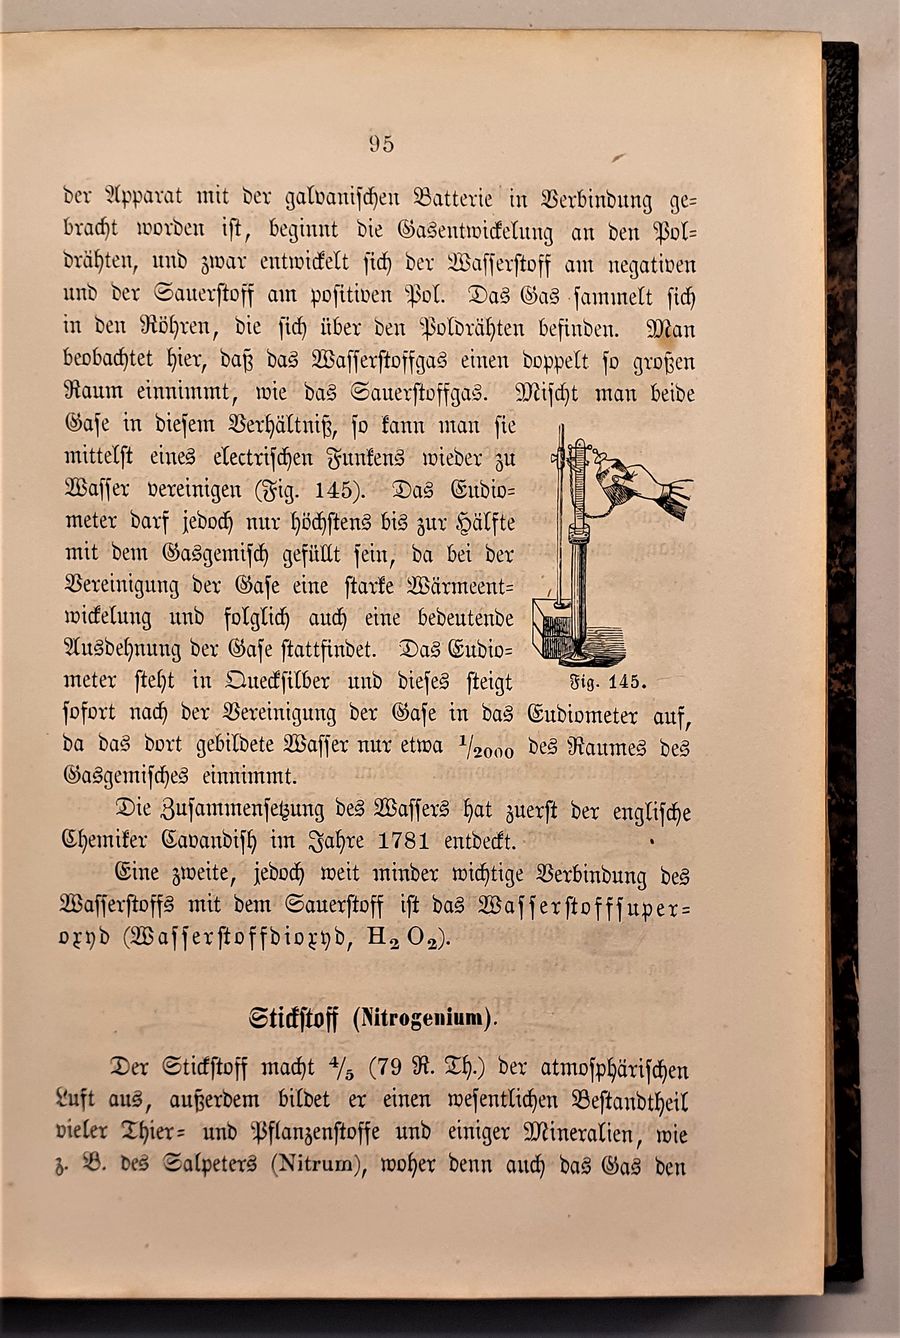 95
der Apparat mit der galvanischen Batterie in Verbindung ge=
bracht worden ist, beginnt die Gasentwickelung an den Pol=
drähten, und zwar entwickelt sich der Wasserstoff am negativen
und der Sauerstoff am positiven Pol. Das Gas sammelt sich
in den Röhren, die sich über den Poldrähten befinden. Man
beobachtet hier, daß das Wasserstoffgas einen doppelt so großen
Raum einnimmt, wie das Sauerstoffgas. Mischt man beide
Gase in diesem Verhältniß, so kann man sie
mittelst eines electrischen Funkens wieder zu
Wasser vereinigen (Fig. 145). Das Eudio=
meter darf jedoch nur höchstens bis zur Hälfte
mit dem Gasgemisch gefüllt sein, da bei der
Vereinigung der Gase eine starke Wärmeent=
wickelung und folglich auch eine bedeutende
Ausdehnung der Gase stattfindet. Das Eudio=
meter steht in Quecksilber und dieses steigt
Fig. 145.
sofort nach der Vereinigung der Gase in das Eudiometer auf,
da das dort gebildete Wasser nur etwa 1/2000 des Raumes des
Gasgemisches einnimmt.
Die Zusammensetzung des Wassers hat zuerst der englische
Chemiker Cavandish im Jahre 1781 entdeckt.
Eine zweite, jedoch weit minder wichtige Verbindung des
Wasserstoffs mit dem Sauerstoff ist das Wasserstoffsuper=
oxyd (Wasserstoffdioxyd, H₂O₂).
Stickstoff (Nitrogenium).
Der Stickstoff macht 4/5 (79 R. Th.) der atmosphärischen
Luft aus, außerdem bildet er einen wesentlichen Bestandtheil
vieler Thier= und Pflanzenstoffe und einiger Mineralien, wie
z. B. des Salpeters (Nitrum), woher denn auch das Gas den